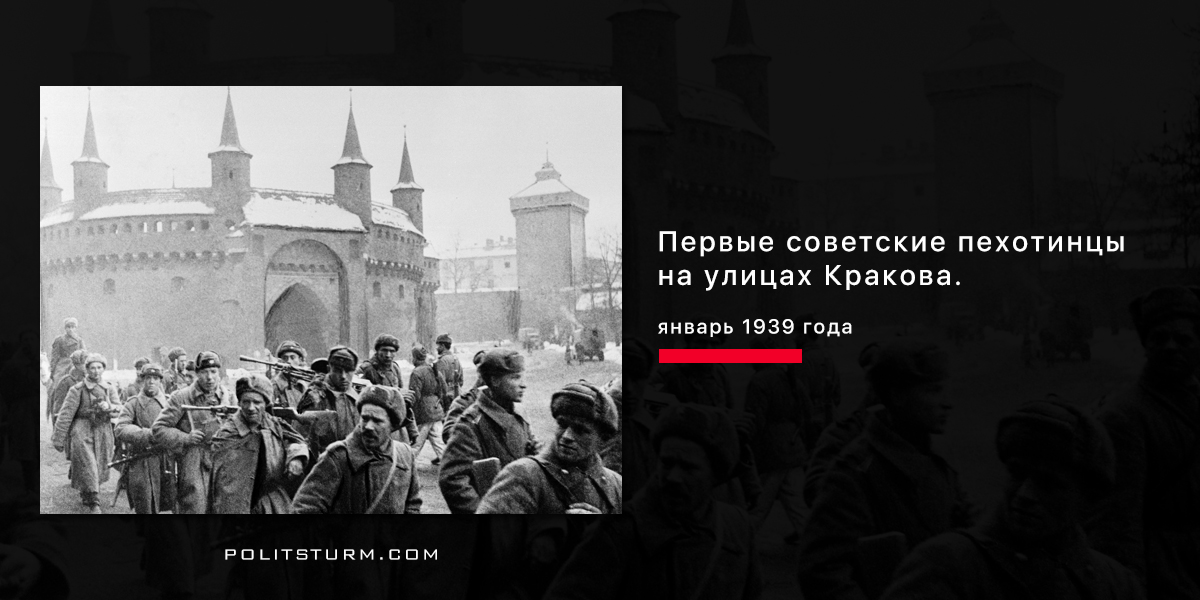 Первые советские пехотинцы
на улицах Кракова.
январь 1939 года
POLITSTURM.COM